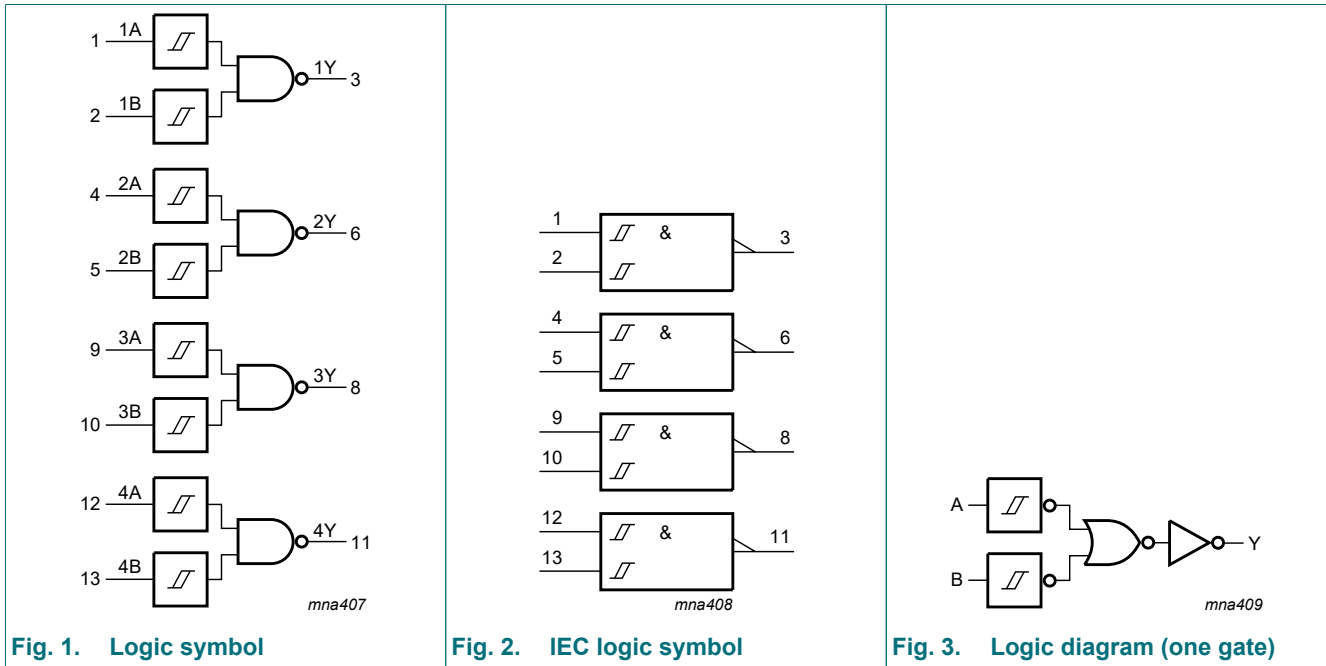 1A
1
1Y
3
1B
2
2A
4
2Y
6
2B
5
3A
9
3Y
8
3B
10
4A
12
4Y
11
4B
13
mna407
Fig. 1. Logic symbol
1
&
3
2
4
&
6
5
9
&
8
10
12
&
11
13
mna408
Fig. 2. IEC logic symbol
A
Y
B
mna409
Fig. 3. Logic diagram (one gate)